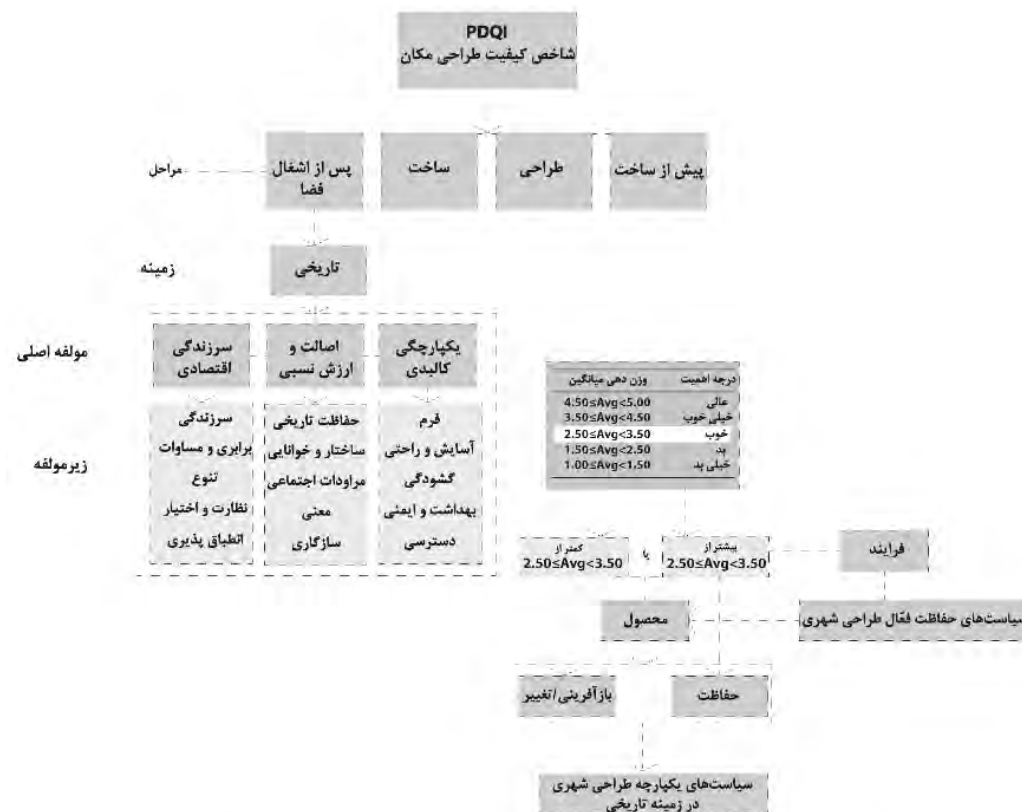 PDQI
شاخص کیفیت طراحی مکان
پیش از ساخت
طراحی
ساخت
پس از اشغال
فضا
مراحل
تاریخی
زمینه
یکپارچگی
کالبدی
اصالت و
ارزش نسبی
سرزندگی
اقتصادی
مولفه اصلی
فرم
آسایش و راحتی
گشودگی
بهداشت و ایمنی
دسترسی
حفاظت تاریخی
ساختار و خوانایی
مراودات اجتماعی
معنی
سازگاری
سرزندگی
برابری و مساوات
تنوع
نظارت و اختیار
انطباق پذیری
زیرمولفه
درجه اهمیت وزن دهی میانگین
عالی 4.50≤Avg<5.00
خیلی خوب 3.50≤Avg<4.50
خوب 2.50≤Avg<3.50
بد 1.50≤Avg<2.50
خیلی بد 1.00≤Avg<1.50
فرایند
بیشتر از
2.50≤Avg<3.50
یا
کمتر از
2.50≤Avg<3.50
سیاست‌های حفاظت فعّال طراحی شهری
محصول
حفاظت
بازآفرینی/تغییر
سیاست‌های یکپارچه طراحی شهری
در زمینه تاریخی